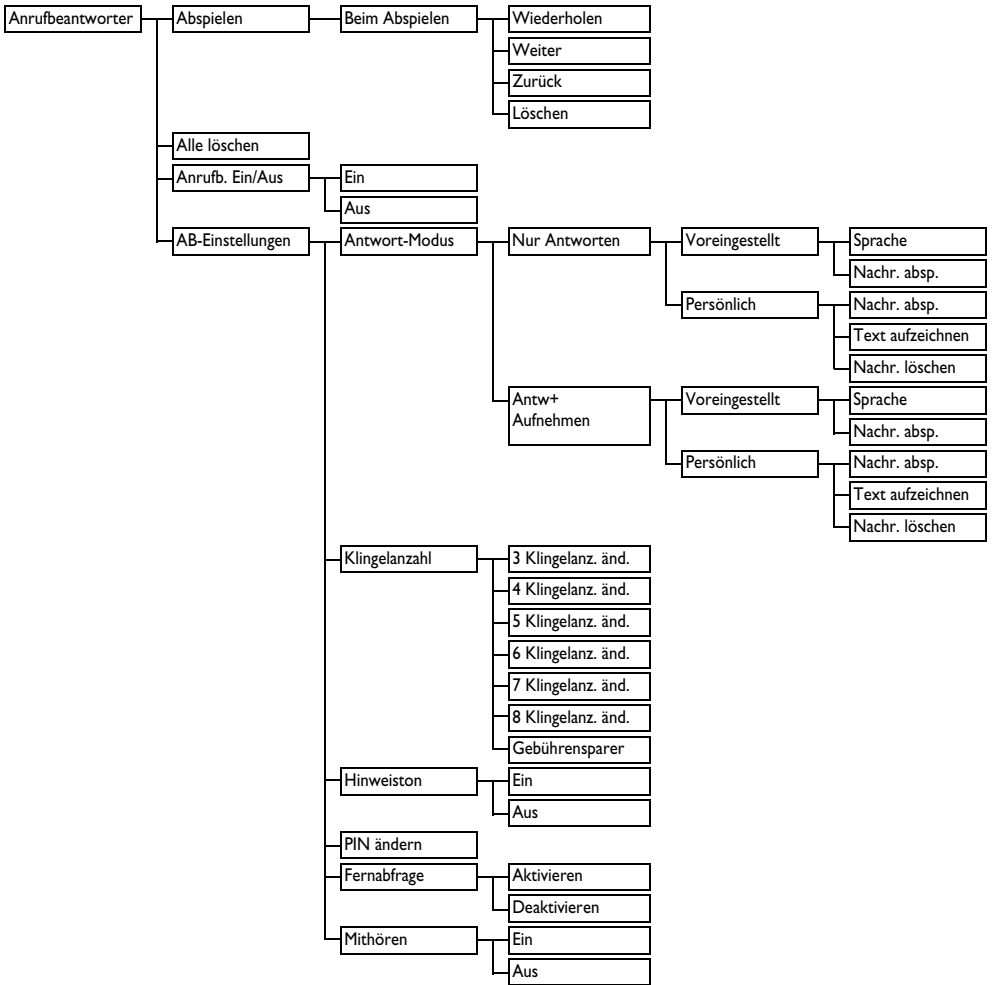 Anrufbeantworter Abspielen Beim Abspielen Wiederholen
Weiter
Zurück
Löschen
Alle löschen
Anrufb. Ein/Aus Ein
Aus
AB-Einstellungen Antwort-Modus Nur Antworten Voreingestellt Sprache
Nachr. absp.
Persönlich Nachr. absp.
Text aufzeichnen
Nachr. löschen
Antw+ Voreingestellt Sprache
Aufnehmen
Nachr. absp.
Persönlich Nachr. absp.
Text aufzeichnen
Nachr. löschen
Klingelanzahl 3 Klingelanz. änd.
4 Klingelanz. änd.
5 Klingelanz. änd.
6 Klingelanz. änd.
7 Klingelanz. änd.
8 Klingelanz. änd.
Gebührensparer
Hinweiston Ein
Aus
PIN ändern
Fernabfrage Aktivieren
Deaktivieren
Mithören Ein
Aus